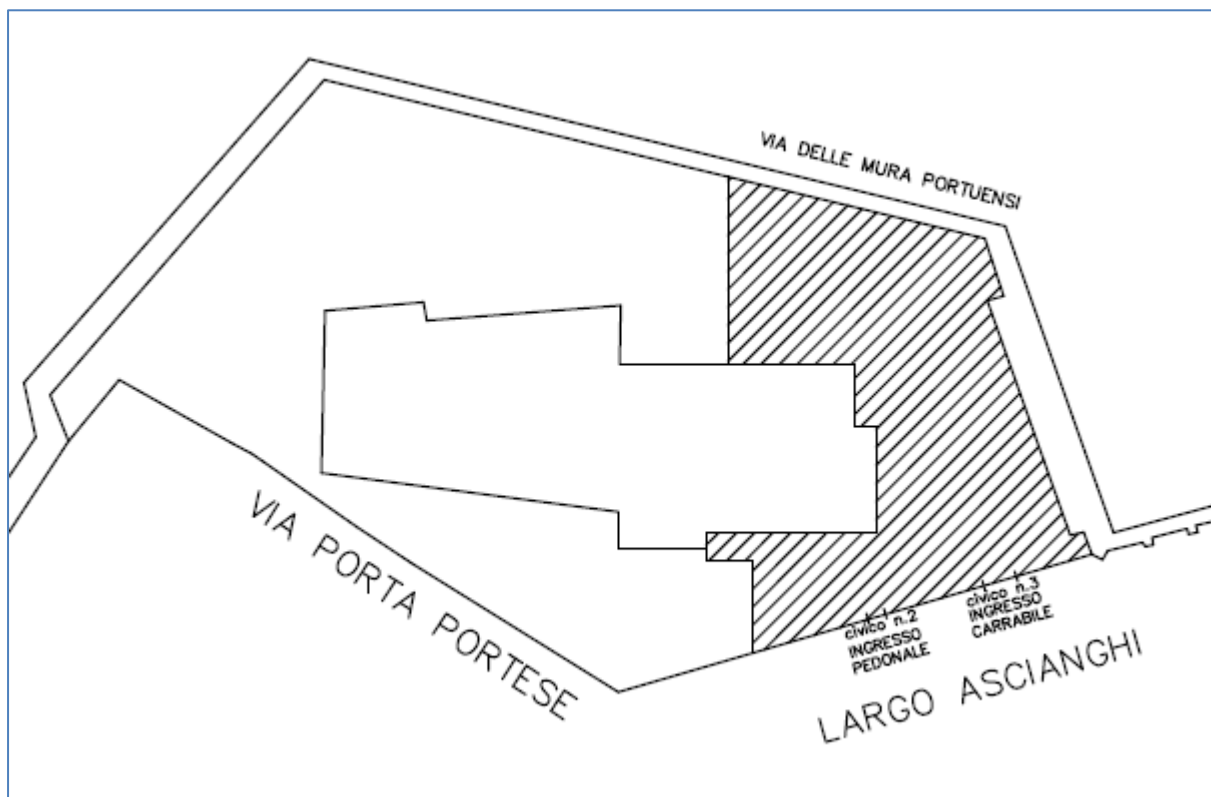 VIA DELLE MURA PORTUENSI
VIA PORTA PORTESE
civico n.2
INGRESSO
PEDONALE
civico n.3
INGRESSO
CARRABILE
LARGO ASCIANGHI